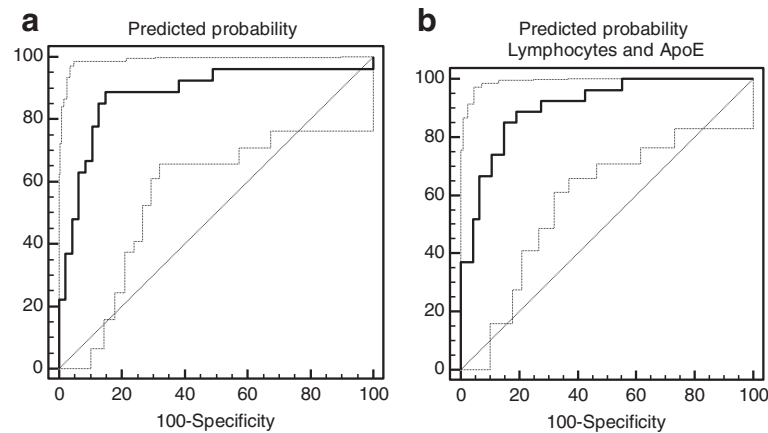 a
Predicted probability
100
80
60
40
20
0
0 20 40 60 80 100
100-Specificity
b
Predicted probability
Lymphocytes and ApoE
100
80
60
40
20
0
0 20 40 60 80 100
100-Specificity